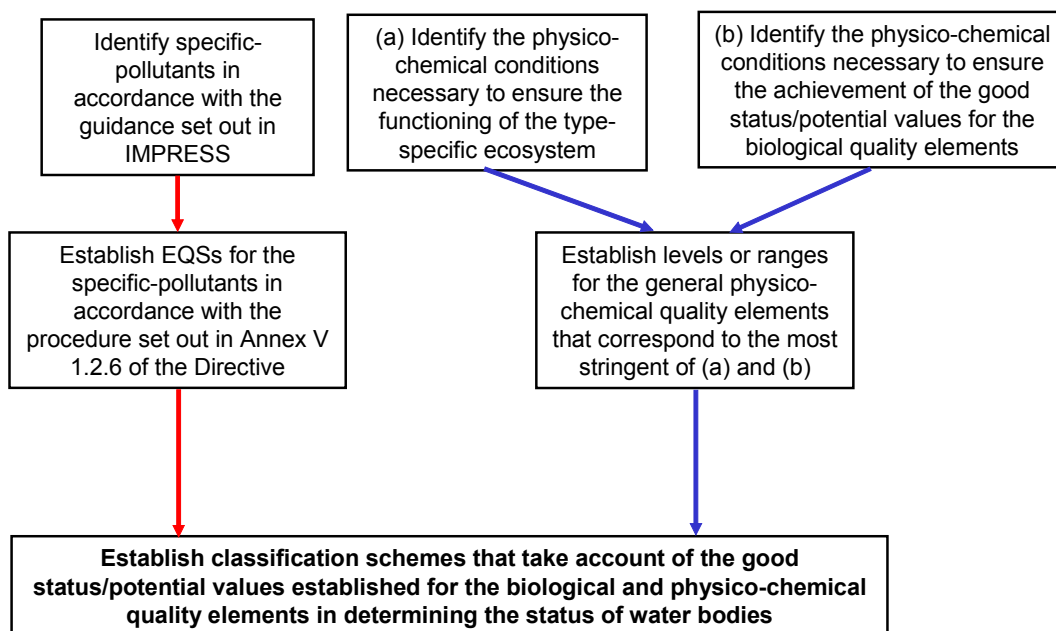 Identify specific-
pollutants in
accordance with the
guidance set out in
IMPRESS
(a) Identify the physico-
chemical conditions
necessary to ensure the
functioning of the type-
specific ecosystem
(b) Identify the physico-chemical
conditions necessary to ensure
the achievement of the good
status/potential values for the
biological quality elements
Establish EQSs for the
specific-pollutants in
accordance with the
procedure set out in Annex V
1.2.6 of the Directive
Establish levels or ranges
for the general physico-
chemical quality elements
that correspond to the most
stringent of (a) and (b)
Establish classification schemes that take account of the good
status/potential values established for the biological and physico-chemical
quality elements in determining the status of water bodies